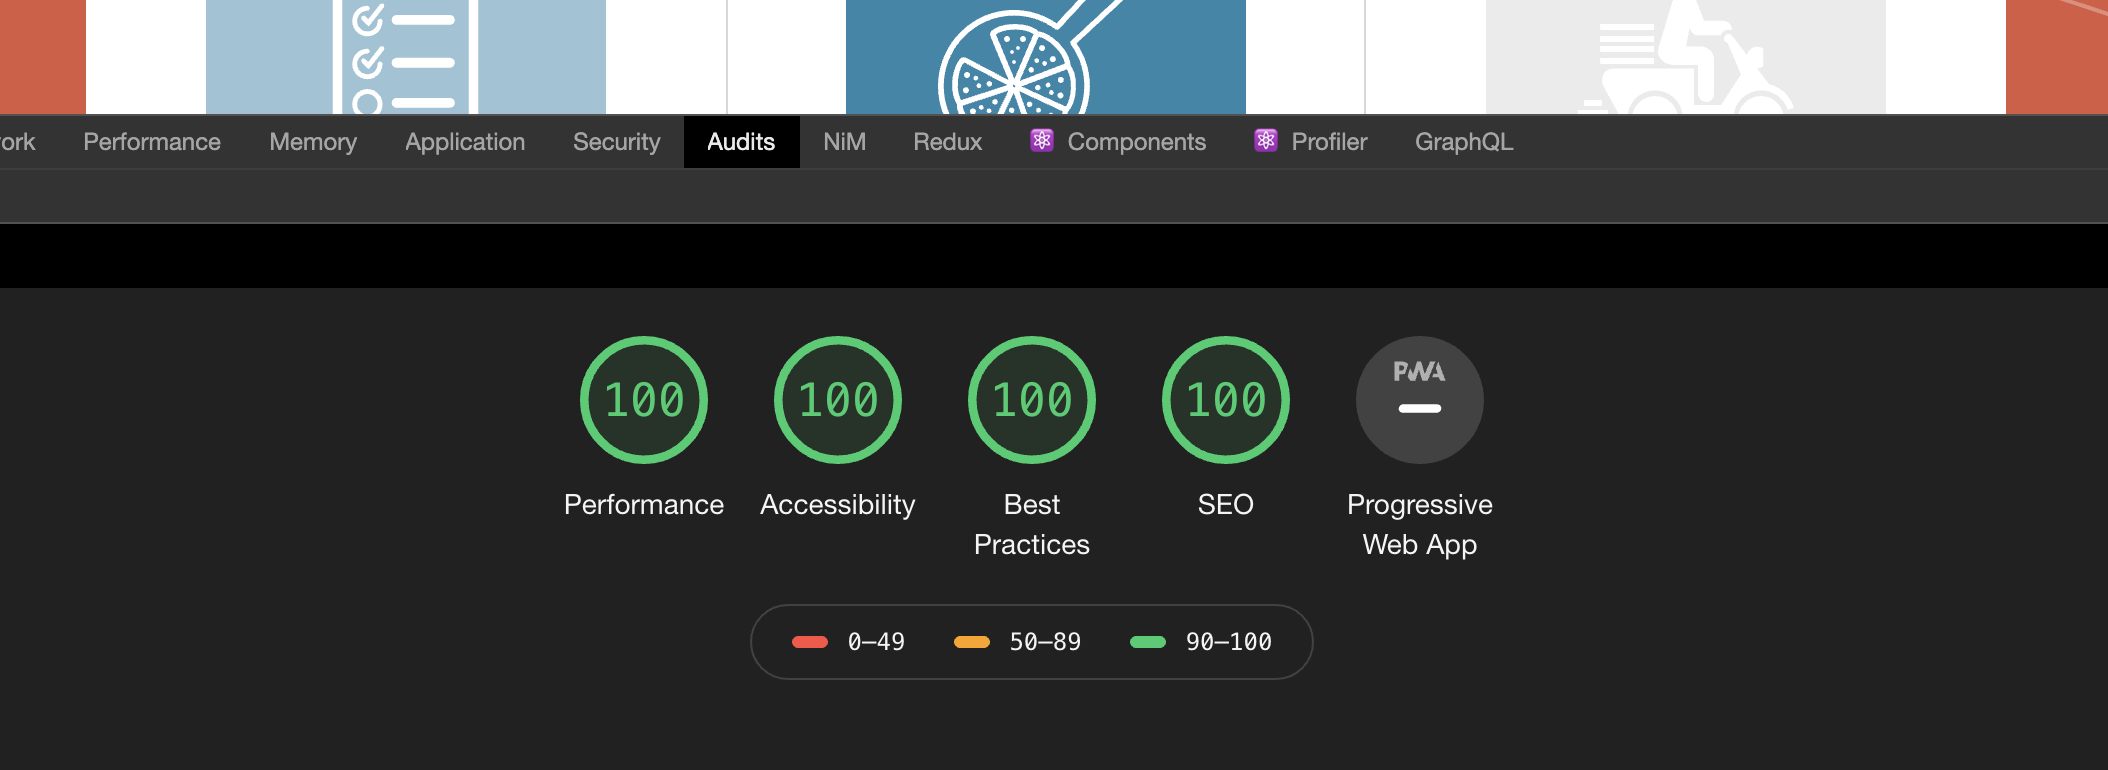 ork Performance Memory Application Security Audits NiM Redux Components Profiler GraphQL
100 100 100 100 PWA
Performance Accessibility Best Practices SEO Progressive Web App
0–49 50–89 90–100